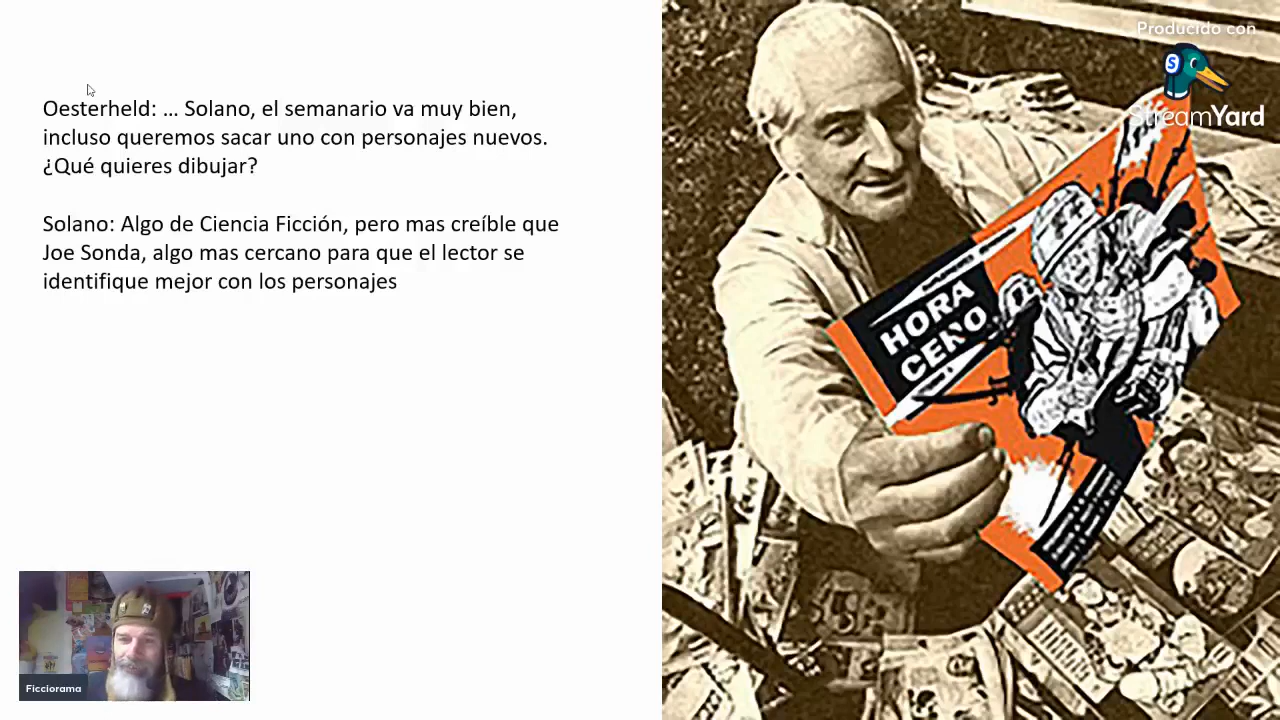 Oesterheld: ... Solano, el semanario va muy bien,
incluso queremos sacar uno con personajes nuevos.
¿Qué quieres dibujar?
Solano: Algo de Ciencia Ficción, pero mas creíble que
Joe Sonda, algo mas cercano para que el lector se
identifique mejor con los personajes
Producido con
S
StreamYard
HORA
CERO
Ficciorama